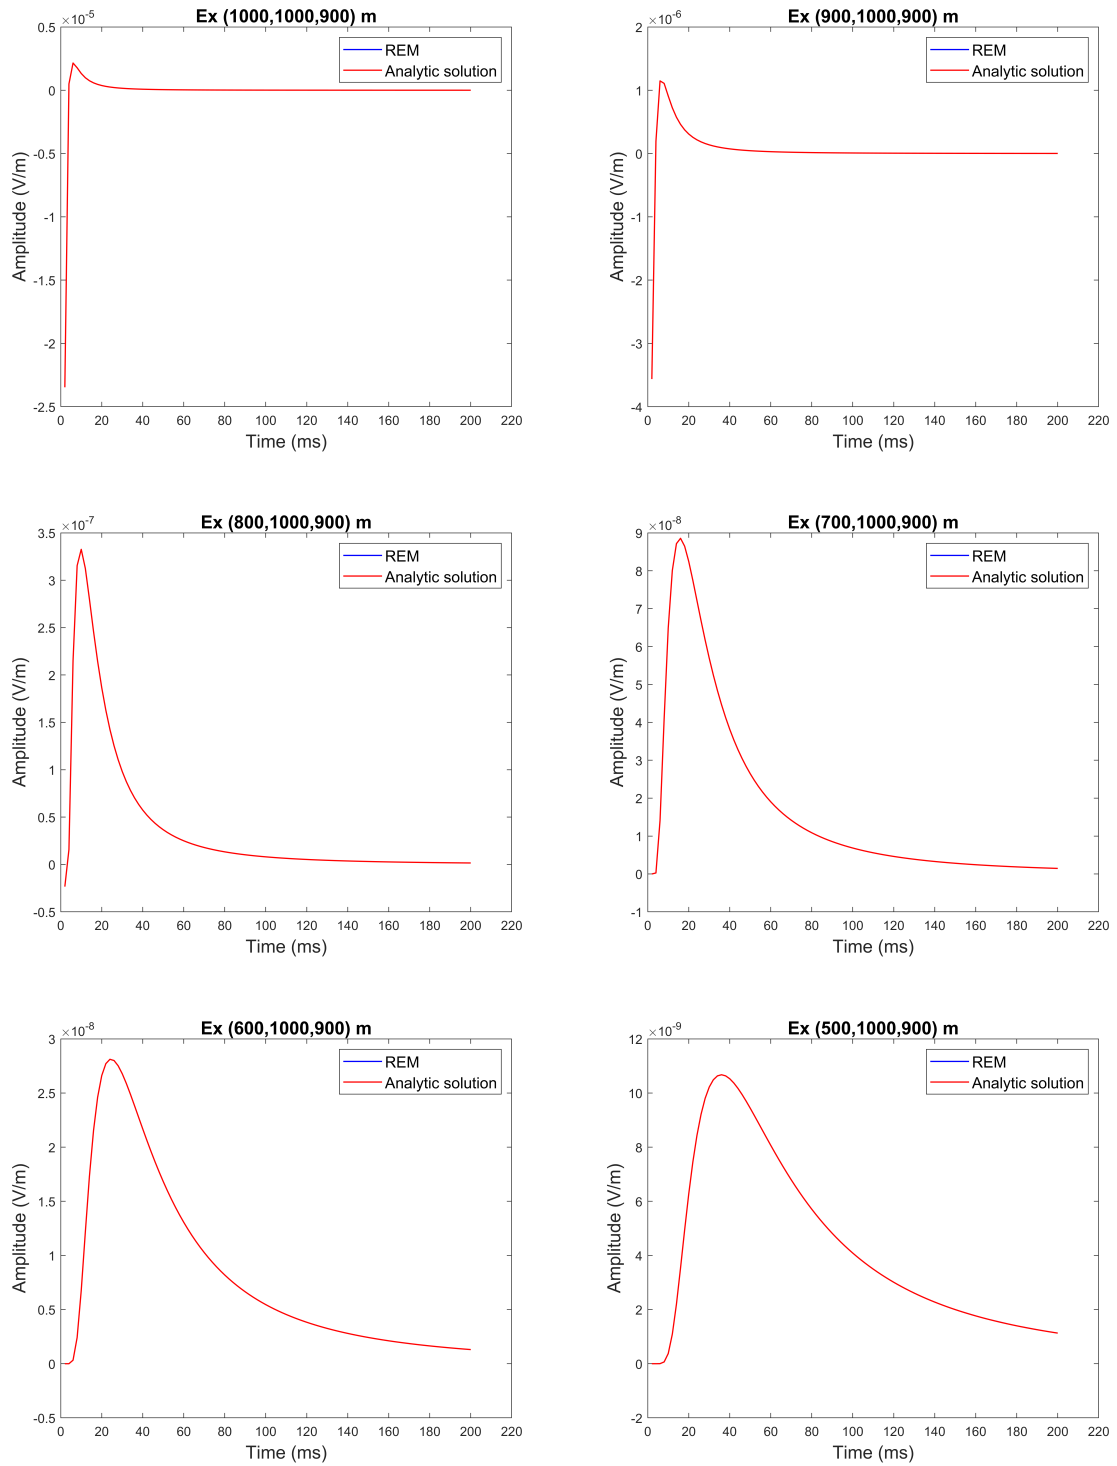 Ex (1000,1000,900) m
×10-5
REM
Analytic solution
0.5
0
-0.5
-1
-1.5
-2
-2.5
Amplitude (V/m)
0 20 40 60 80 100 120 140 160 180 200 220
Time (ms)
Ex (900,1000,900) m
×10-6
REM
Analytic solution
2
1
0
-1
-2
-3
-4
Amplitude (V/m)
0 20 40 60 80 100 120 140 160 180 200 220
Time (ms)
Ex (800,1000,900) m
×10-7
REM
Analytic solution
3.5
3
2.5
2
1.5
1
0.5
0
-0.5
Amplitude (V/m)
0 20 40 60 80 100 120 140 160 180 200 220
Time (ms)
Ex (700,1000,900) m
×10-8
REM
Analytic solution
9
8
7
6
5
4
3
2
1
0
-1
Amplitude (V/m)
0 20 40 60 80 100 120 140 160 180 200 220
Time (ms)
Ex (600,1000,900) m
×10-8
REM
Analytic solution
3
2.5
2
1.5
1
0.5
0
-0.5
Amplitude (V/m)
0 20 40 60 80 100 120 140 160 180 200 220
Time (ms)
Ex (500,1000,900) m
×10-9
REM
Analytic solution
12
10
8
6
4
2
0
-2
Amplitude (V/m)
0 20 40 60 80 100 120 140 160 180 200 220
Time (ms)